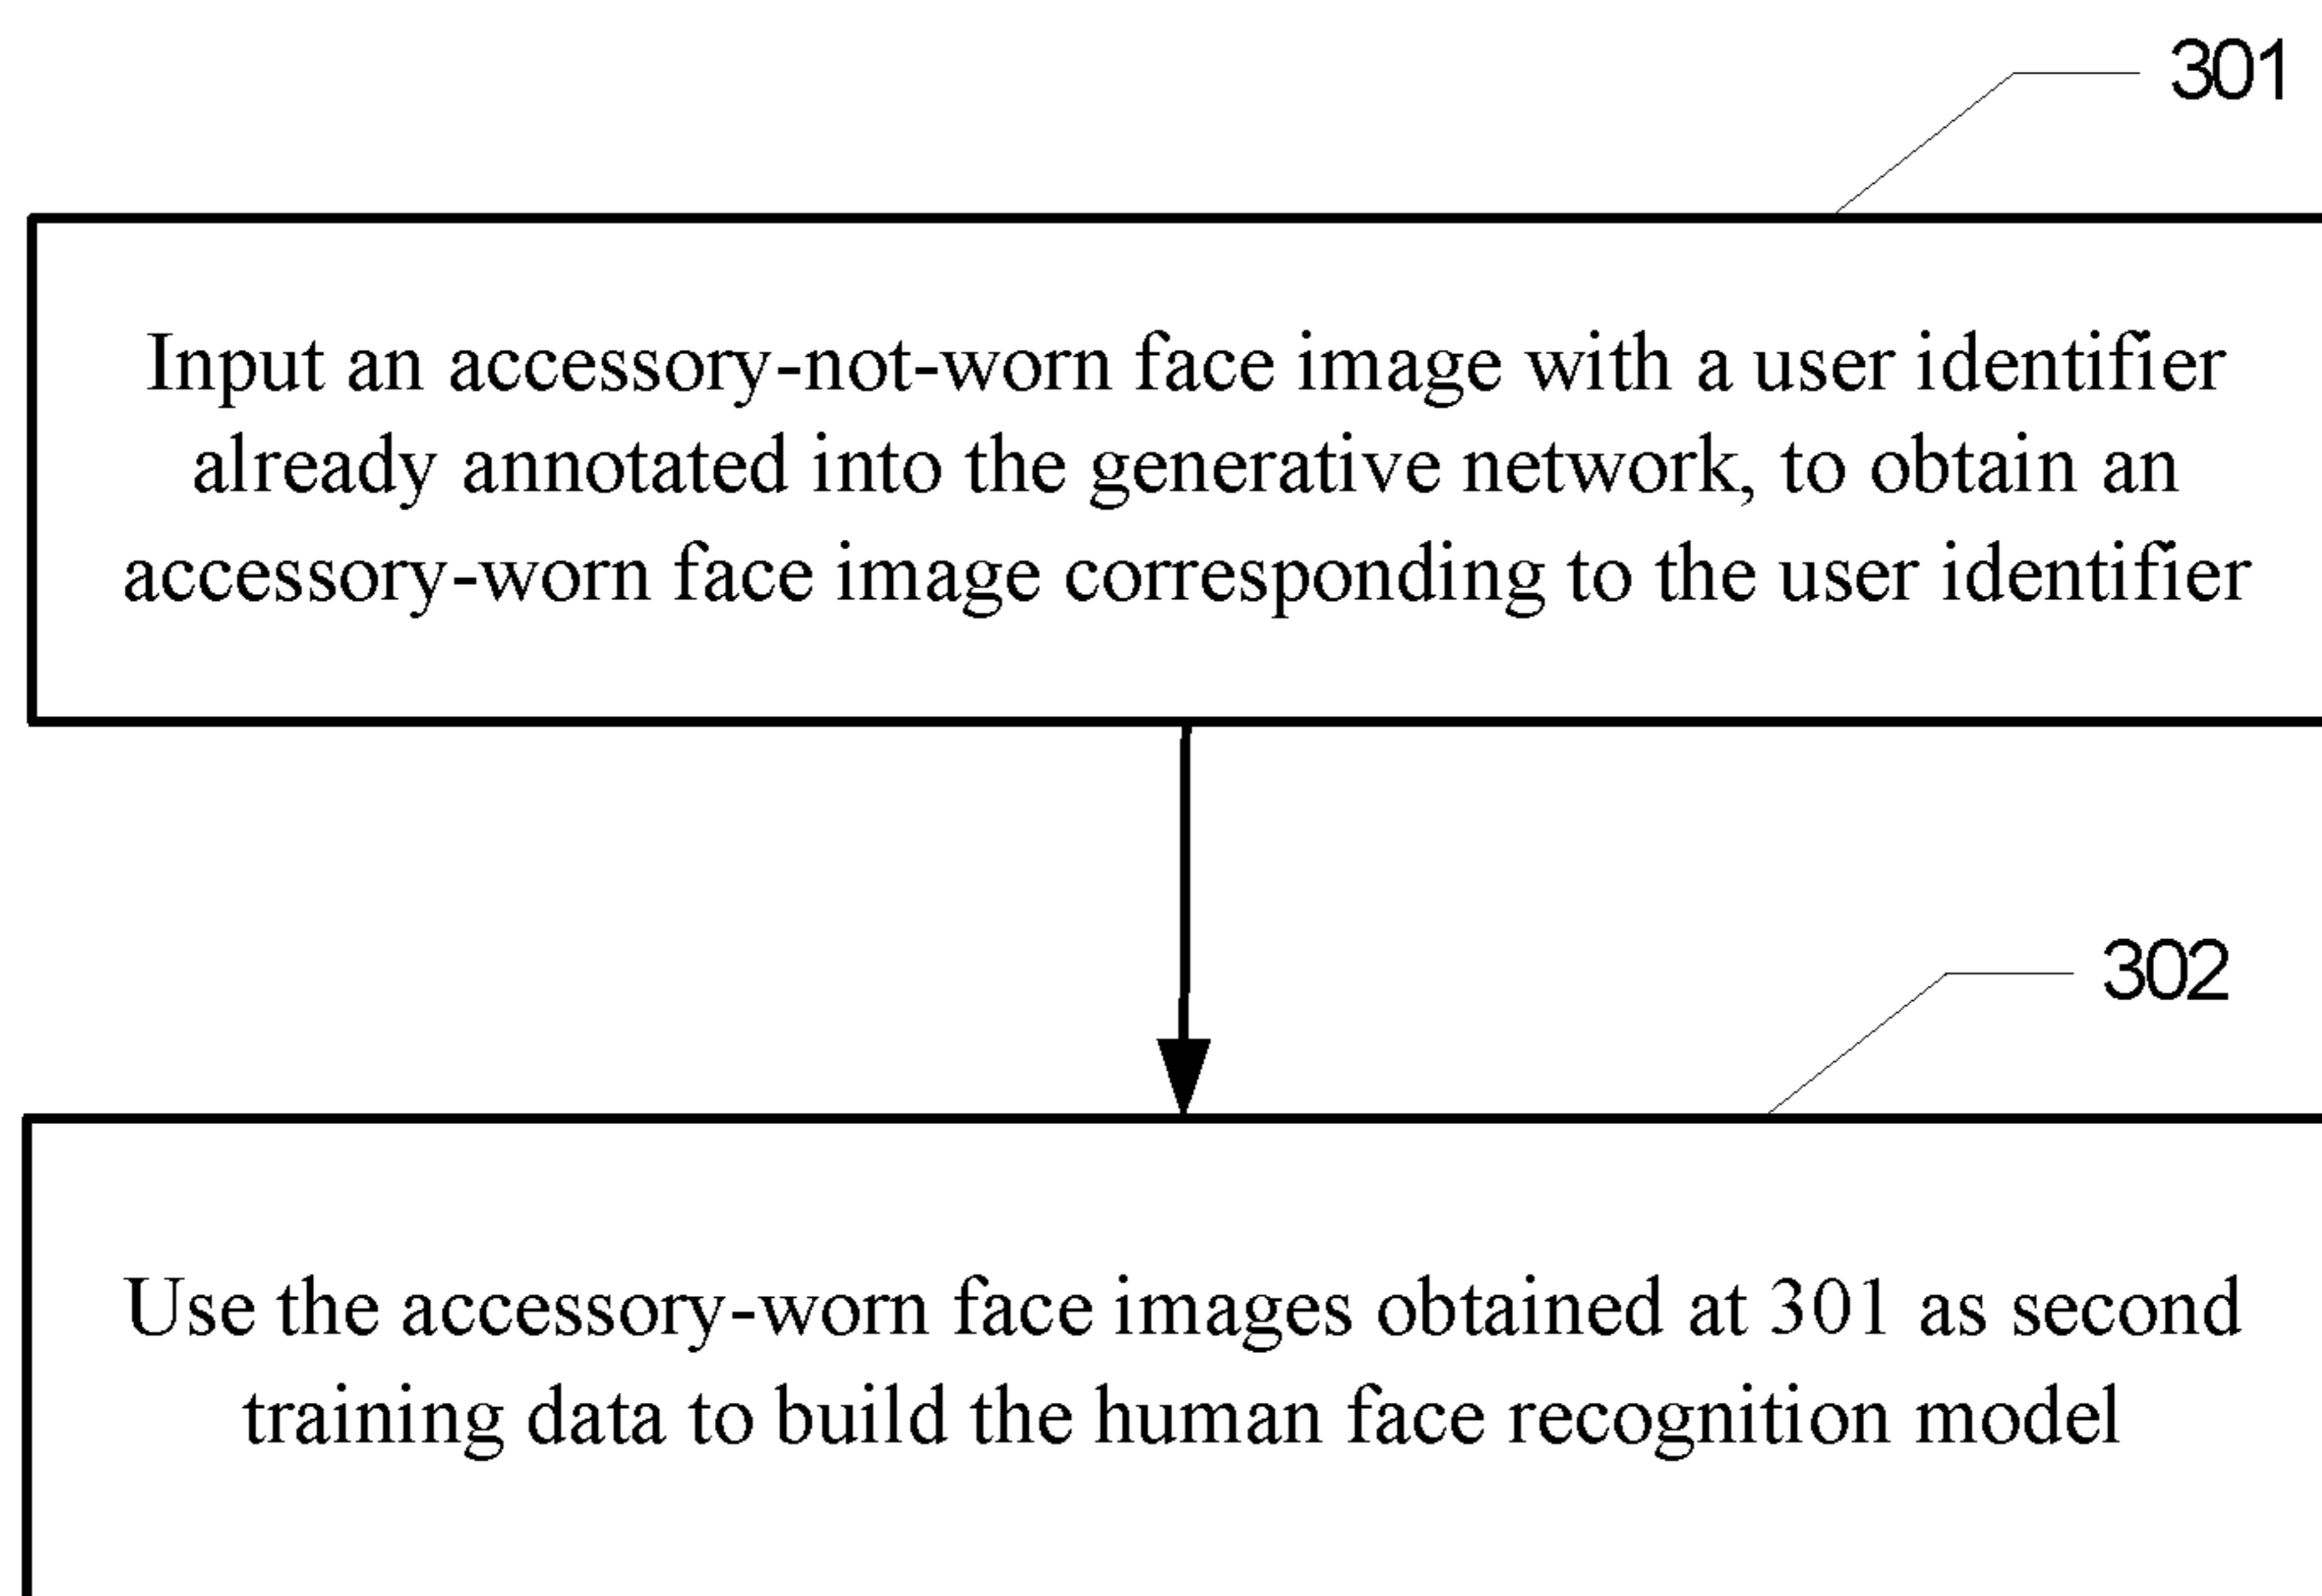 301
Input an accessory-not-worn face image with a user identifier
already annotated into the generative network, to obtain an
accessory-worn face image corresponding to the user identifier
302
Use the accessory-worn face images obtained at 301 as second
training data to build the human face recognition model